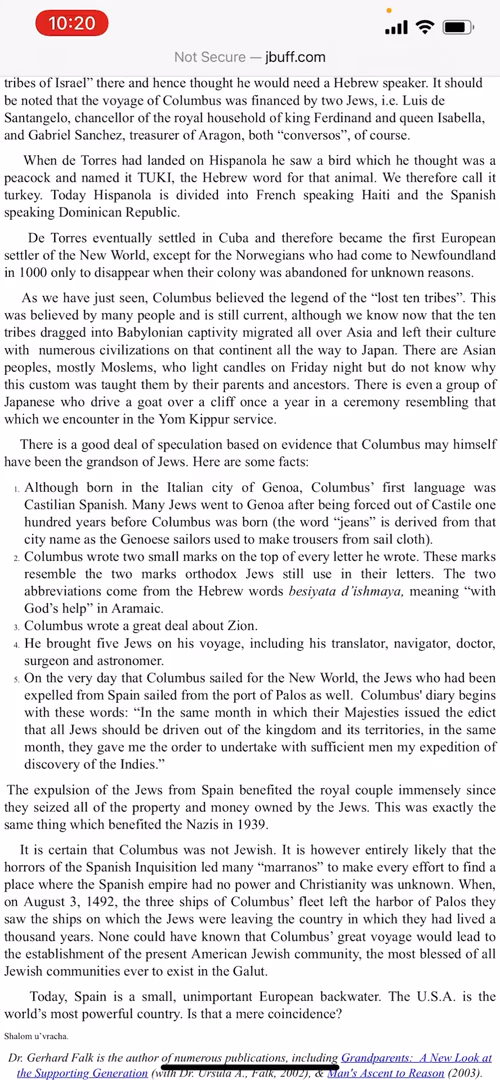 10:20
Not Secure — jbuff.com
tribes of Israel” there and hence thought he would need a Hebrew speaker. It should
be noted that the voyage of Columbus was financed by two Jews, i.e. Luis de
Santangelo, chancellor of the royal household of king Ferdinand and queen Isabella,
and Gabriel Sanchez, treasurer of Aragon, both “conversos”, of course.
When de Torres had landed on Hispanola he saw a bird which he thought was a
peacock and named it TUKI, the Hebrew word for that animal. We therefore call it
turkey. Today Hispanola is divided into French speaking Haiti and the Spanish
speaking Dominican Republic.
De Torres eventually settled in Cuba and therefore became the first European
settler of the New World, except for the Norwegians who had come to Newfoundland
in 1000 only to disappear when their colony was abandoned for unknown reasons.
As we have just seen, Columbus believed the legend of the “lost ten tribes”. This
was believed by many people and is still current, although we know now that the ten
tribes dragged into Babylonian captivity migrated all over Asia and left their culture
with numerous civilizations on that continent all the way to Japan. There are Asian
peoples, mostly Moslems, who light candles on Friday night but do not know why
this custom was taught them by their parents and ancestors. There is even a group of
Japanese who drive a goat over a cliff once a year in a ceremony resembling that
which we encounter in the Yom Kippur service.
There is a good deal of speculation based on evidence that Columbus may himself
have been the grandson of Jews. Here are some facts:
1. Although born in the Italian city of Genoa, Columbus’ first language was
Castilian Spanish. Many Jews went to Genoa after being forced out of Castile one
hundred years before Columbus was born (the word “jeans” is derived from that
city name as the Genoese sailors used to make trousers from sail cloth).
2. Columbus wrote two small marks on the top of every letter he wrote. These marks
resemble the two marks orthodox Jews still use in their letters. The two
abbreviations come from the Hebrew words besiyata d’ishmaya, meaning “with
God’s help” in Aramaic.
3. Columbus wrote a great deal about Zion.
4. He brought five Jews on his voyage, including his translator, navigator, doctor,
surgeon and astronomer.
5. On the very day that Columbus sailed for the New World, the Jews who had been
expelled from Spain sailed from the port of Palos as well. Columbus' diary begins
with these words: “In the same month in which their Majesties issued the edict
that all Jews should be driven out of the kingdom and its territories, in the same
month, they gave me the order to undertake with sufficient men my expedition of
discovery of the Indies.”
The expulsion of the Jews from Spain benefited the royal couple immensely since
they seized all of the property and money owned by the Jews. This was exactly the
same thing which benefited the Nazis in 1939.
It is certain that Columbus was not Jewish. It is however entirely likely that the
horrors of the Spanish Inquisition led many “marranos” to make every effort to find a
place where the Spanish empire had no power and Christianity was unknown. When,
on August 3, 1492, the three ships of Columbus’ fleet left the harbor of Palos they
saw the ships on which the Jews were leaving the country in which they had lived a
thousand years. None could have known that Columbus’ great voyage would lead to
the establishment of the present American Jewish community, the most blessed of all
Jewish communities ever to exist in the Galut.
Today, Spain is a small, unimportant European backwater. The U.S.A. is the
world’s most powerful country. Is that a mere coincidence?
Shalom u’vracha.
Dr. Gerhard Falk is the author of numerous publications, including Grandparents: A New Look at
the Supporting Generation (with Dr. Ursula A., Falk, 2002), & Man's Ascent to Reason (2003).